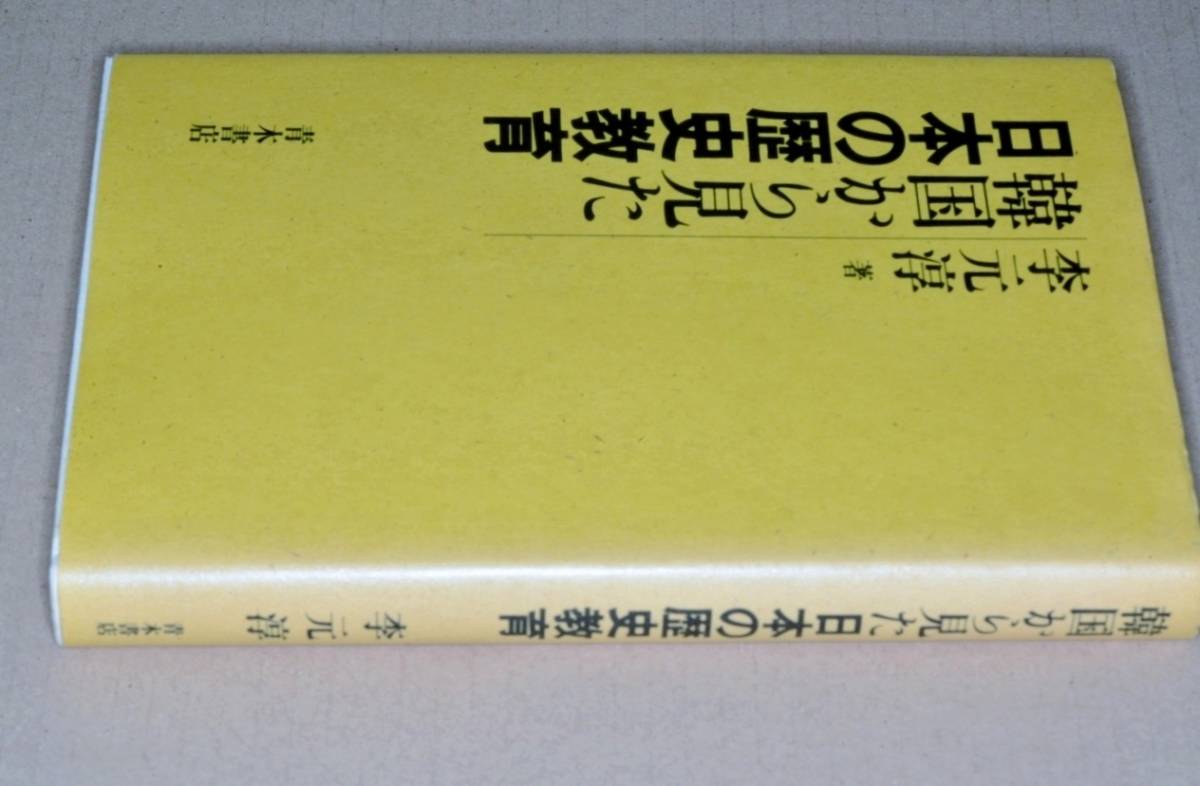 韓国から見た
日本の歴史教育
李元淳 著
青木書店
韓国から見た日本の歴史教育 李元淳 青木書店